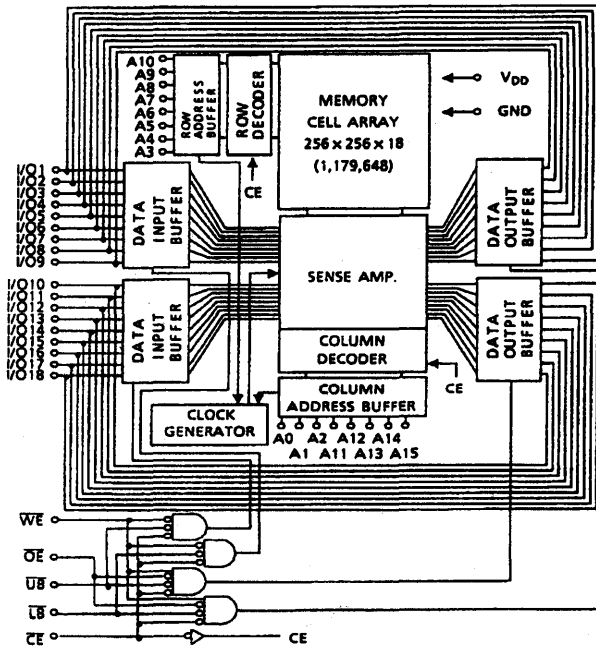 A10
A9
A8
A7
A6
A5
A4
A3
ROW ADDRESS BUFFER
ROW DECODER
CE
MEMORY
CELL ARRAY
256 x 256 x 18
(1,179,648)
VDD
GND
I/O1
I/O2
I/O3
I/O4
I/O5
I/O6
I/O7
I/O8
I/O9
DATA INPUT BUFFER
DATA OUTPUT BUFFER
SENSE AMP.
I/O10
I/O11
I/O12
I/O13
I/O14
I/O15
I/O16
I/O17
I/O18
DATA INPUT BUFFER
DATA OUTPUT BUFFER
COLUMN
DECODER
CE
COLUMN
ADDRESS BUFFER
CLOCK
GENERATOR
A0 A2 A12 A14
A1 A11 A13 A15
WE
OE
UB
LB
CE
CE